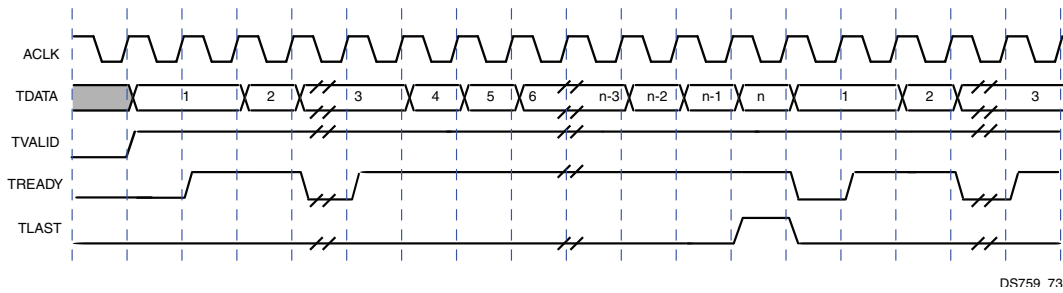 ACLK
TDATA 1 2 3 4 5 6 n-3 n-2 n-1 n 1 2 3
TVALID
TREADY
TLAST
DS759_73